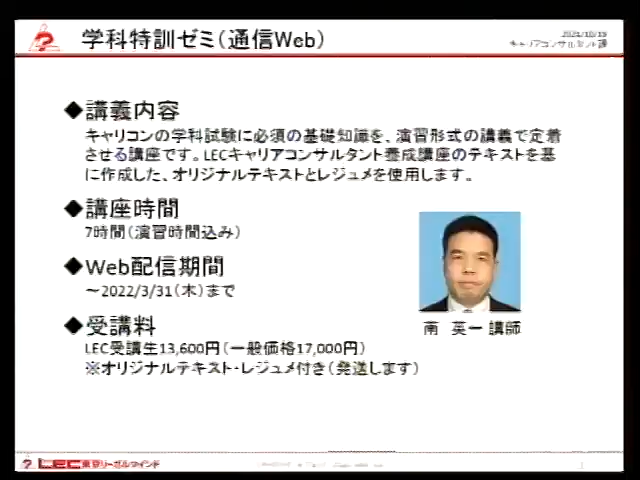 学科特訓ゼミ(通信Web)
キャリアコンサルタント課
◆講義内容
キャリコンの学科試験に必須の基礎知識を、演習形式の講義で定着
させる講座です。LECキャリアコンサルタント養成講座のテキストを基
に作成した、オリジナルテキストとレジュメを使用します。
◆講座時間
7時間(演習時間込み)
◆Web配信期間
~2022/3/31(木)まで
◆受講料
LEC受講生13,600円(一般価格17,000円)
※オリジナルテキスト・レジュメ付き(発送します)
南 英一 講師
LEC東京リーガルマインド